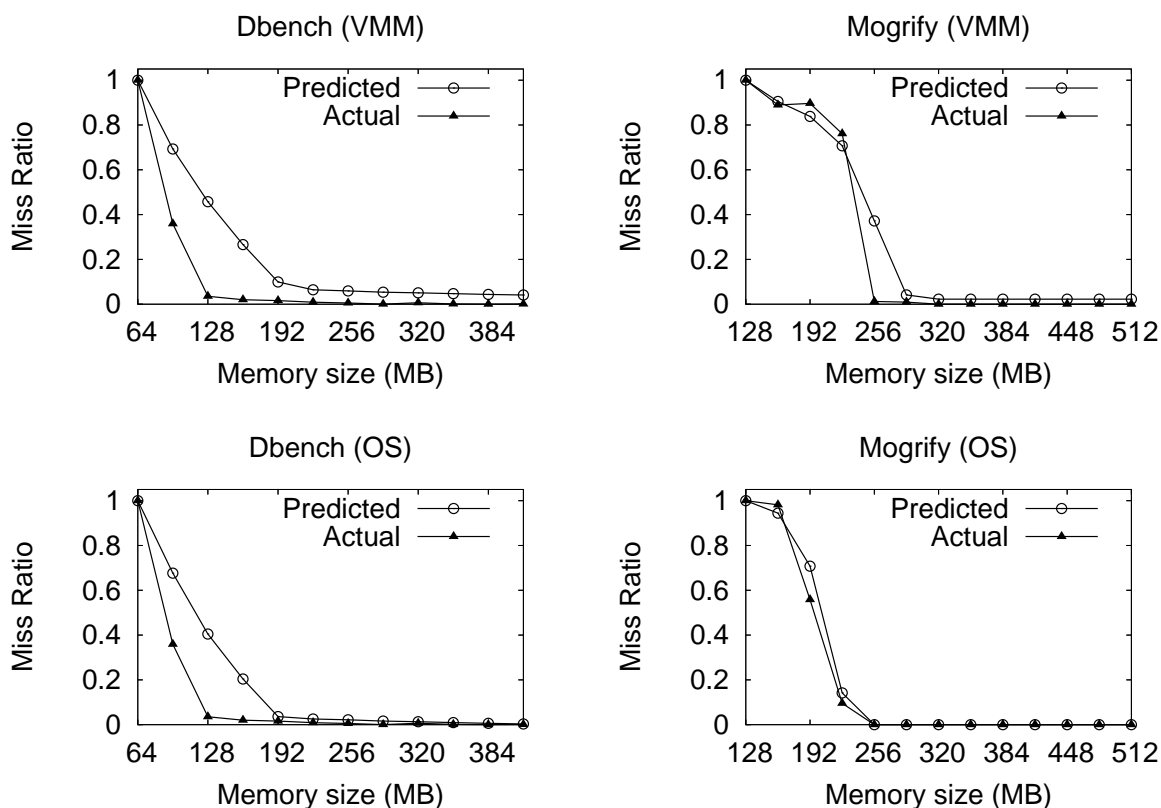 Dbench (VMM)
Miss Ratio
1
0.8
0.6
0.4
0.2
0
Predicted
Actual
64 128 192 256 320 384
Memory size (MB)
Mogrify (VMM)
Miss Ratio
1
0.8
0.6
0.4
0.2
0
Predicted
Actual
128 192 256 320 384 448 512
Memory size (MB)
Dbench (OS)
Miss Ratio
1
0.8
0.6
0.4
0.2
0
Predicted
Actual
64 128 192 256 320 384
Memory size (MB)
Mogrify (OS)
Miss Ratio
1
0.8
0.6
0.4
0.2
0
Predicted
Actual
128 192 256 320 384 448 512
Memory size (MB)